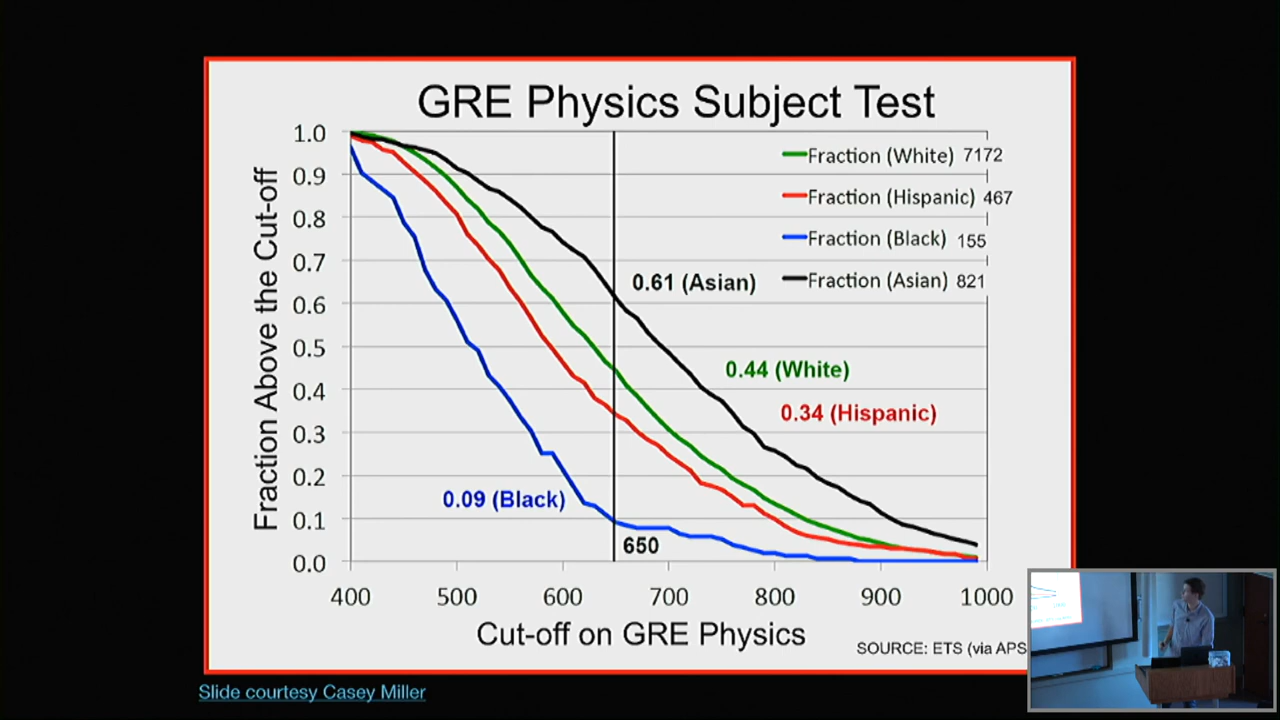 GRE Physics Subject Test
Fraction Above the Cut-off
1.0
0.9
0.8
0.7
0.6
0.5
0.4
0.3
0.2
0.1
0.0
Fraction (White) 7172
Fraction (Hispanic) 467
Fraction (Black) 155
Fraction (Asian) 821
0.61 (Asian)
0.44 (White)
0.34 (Hispanic)
0.09 (Black)
650
400 500 600 700 800 900 1000
Cut-off on GRE Physics
SOURCE: ETS (via APS
Slide courtesy Casey Miller